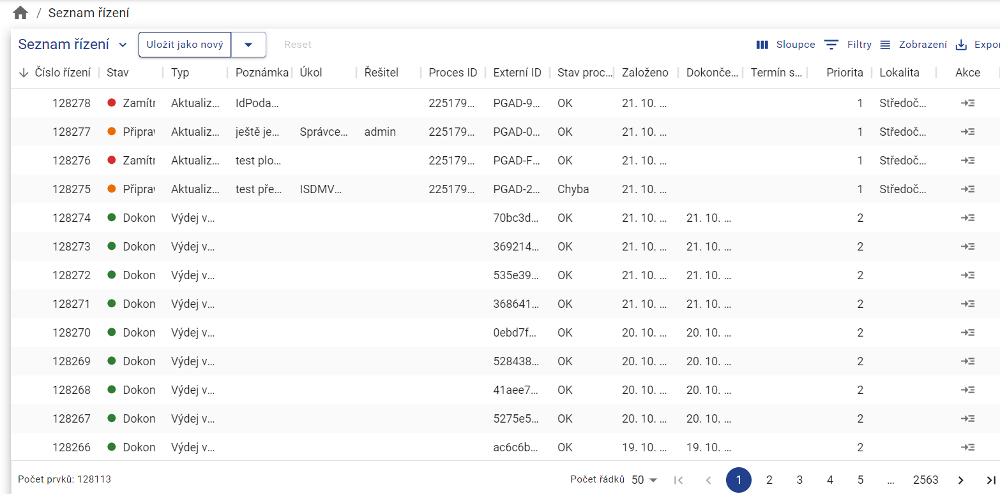 / Seznam řízení
Seznam řízení Uložit jako nový Reset Sloupce Filtry Zobrazení Expor
Číslo řízení Stav Typ Poznámka Úkol Řešitel Proces ID Externí ID Stav proc... Založeno Dokonče... Termín s... Priorita Lokalita Akce
128278 Zamítr Aktualiz... IdPoda... 225179... PGAD-9... OK 21. 10. ... 1 Středoč...
128277 Připrav Aktualiz... ještě je... Správce... admin 225179... PGAD-0... OK 21. 10. ... 1 Středoč...
128276 Zamítr Aktualiz... test plo... 225179... PGAD-F... OK 21. 10. ... 1 Středoč...
128275 Připrav Aktualiz... test pře... ISDMV... 225179... PGAD-2... Chyba 21. 10. ... 1 Středoč...
128274 Dokon Výdej v... 70bc3d... OK 21. 10. ... 21. 10. ... 2
128273 Dokon Výdej v... 369214... OK 21. 10. ... 21. 10. ... 2
128272 Dokon Výdej v... 535e39... OK 21. 10. ... 21. 10. ... 2
128271 Dokon Výdej v... 368641... OK 21. 10. ... 21. 10. ... 2
128270 Dokon Výdej v... 0ebd7f... OK 20. 10. ... 20. 10. ... 2
128269 Dokon Výdej v... 528438... OK 20. 10. ... 20. 10. ... 2
128268 Dokon Výdej v... 41aee7... OK 20. 10. ... 20. 10. ... 2
128267 Dokon Výdej v... 5275e5... OK 20. 10. ... 20. 10. ... 2
128266 Dokon Výdej v... ac6c6b... OK 19. 10. ... 19. 10. ... 2
Počet prvků: 128113 Počet řádků 50 1 2 3 4 5 ... 2563